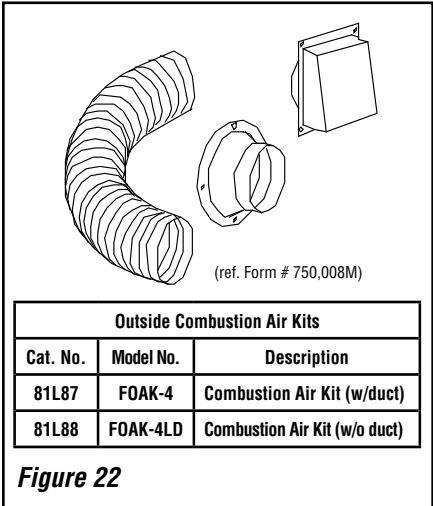 (ref. Form # 750,008M)
Outside Combustion Air Kits
Cat. No. Model No. Description
81L87 FOAK-4 Combustion Air Kit (w/duct)
81L88 FOAK-4LD Combustion Air Kit (w/o duct)
Figure 22